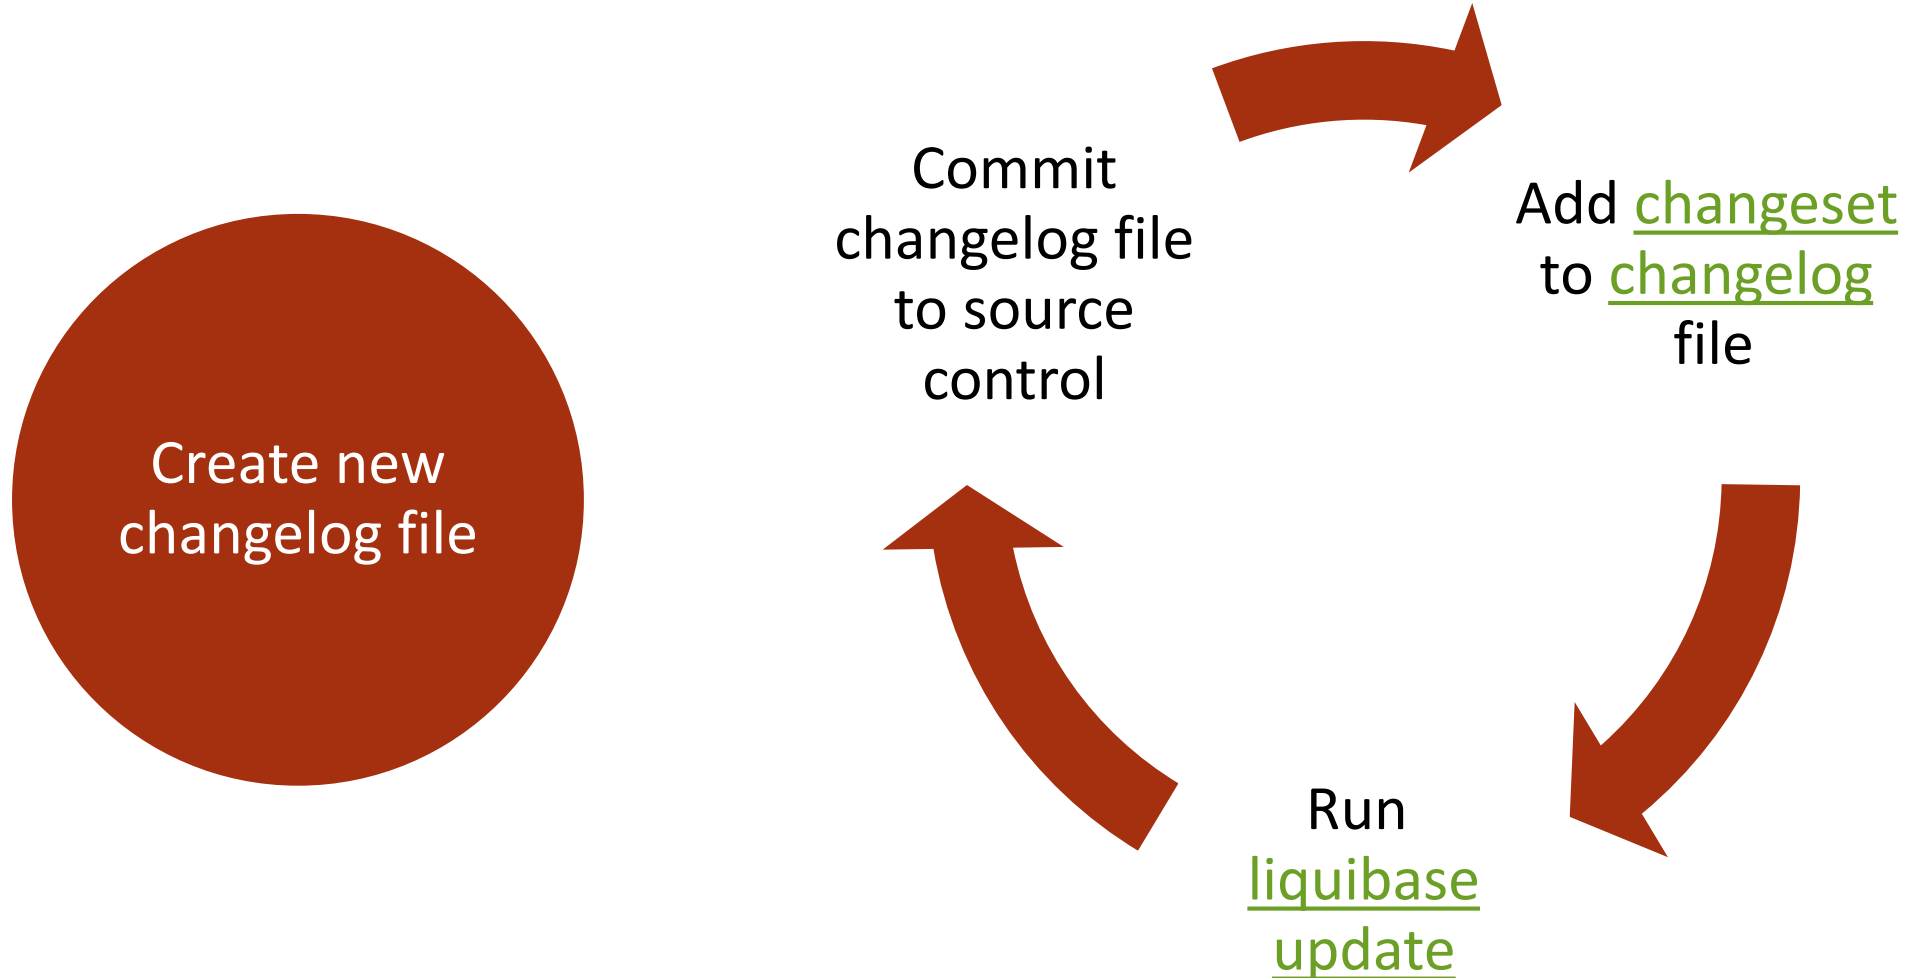 Create new
changelog file
Commit
changelog file
to source
control
Add changeset
to changelog
file
Run
liquibase
update